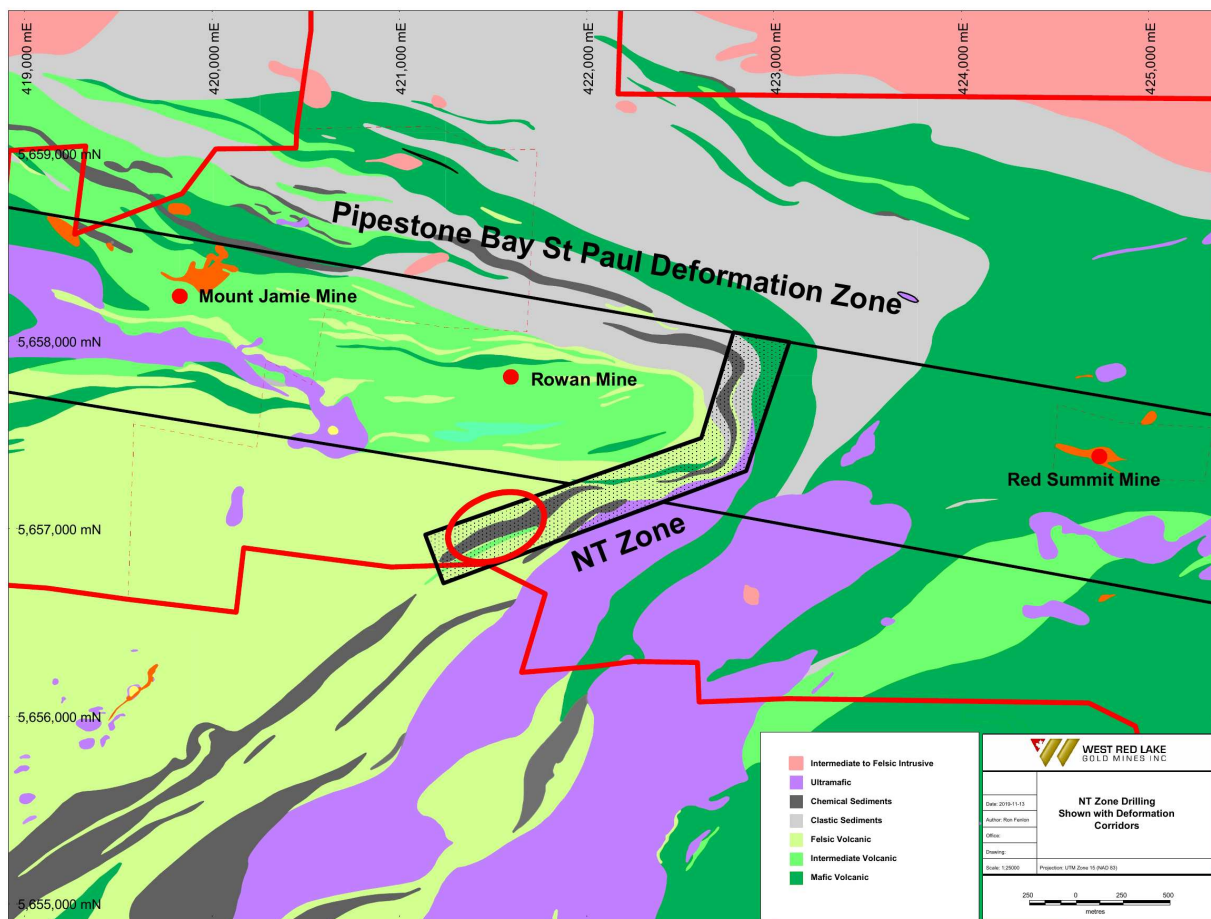 419,000 mE
420,000 mE
421,000 mE
422,000 mE
423,000 mE
424,000 mE
425,000 mE
5,659,000 mN
5,658,000 mN
5,657,000 mN
5,656,000 mN
5,655,000 mN
Pipestone Bay St Paul Deformation Zone
Mount Jamie Mine
Rowan Mine
Red Summit Mine
NT Zone
Intermediate to Felsic Intrusive
Ultramafic
Chemical Sediments
Clastic Sediments
Felsic Volcanic
Intermediate Volcanic
Mafic Volcanic
WEST RED LAKE
GOLD MINES INC
Date: 2019-11-13
Author: Ron Fenlon
Office:
Drawing:
Scale: 1:25000
Projection: UTM Zone 15 (NAD 83)
NT Zone Drilling
Shown with Deformation
Corridors
250 0 250 500
metres